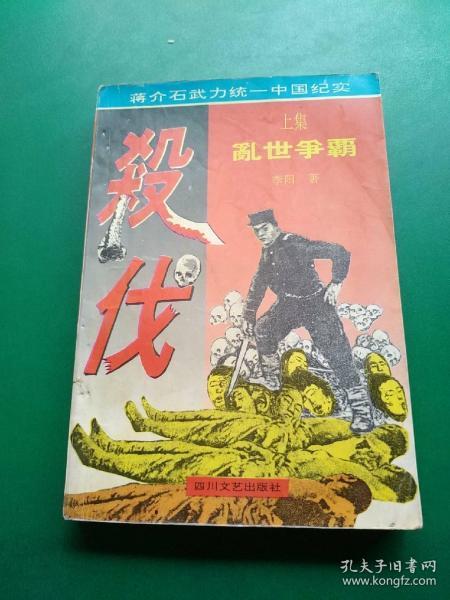 蒋介石武力统一中国纪实
上集
亂世爭霸
李阳 著
殺伐
四川文艺出版社
孔夫子旧书网
www.kongfz.com